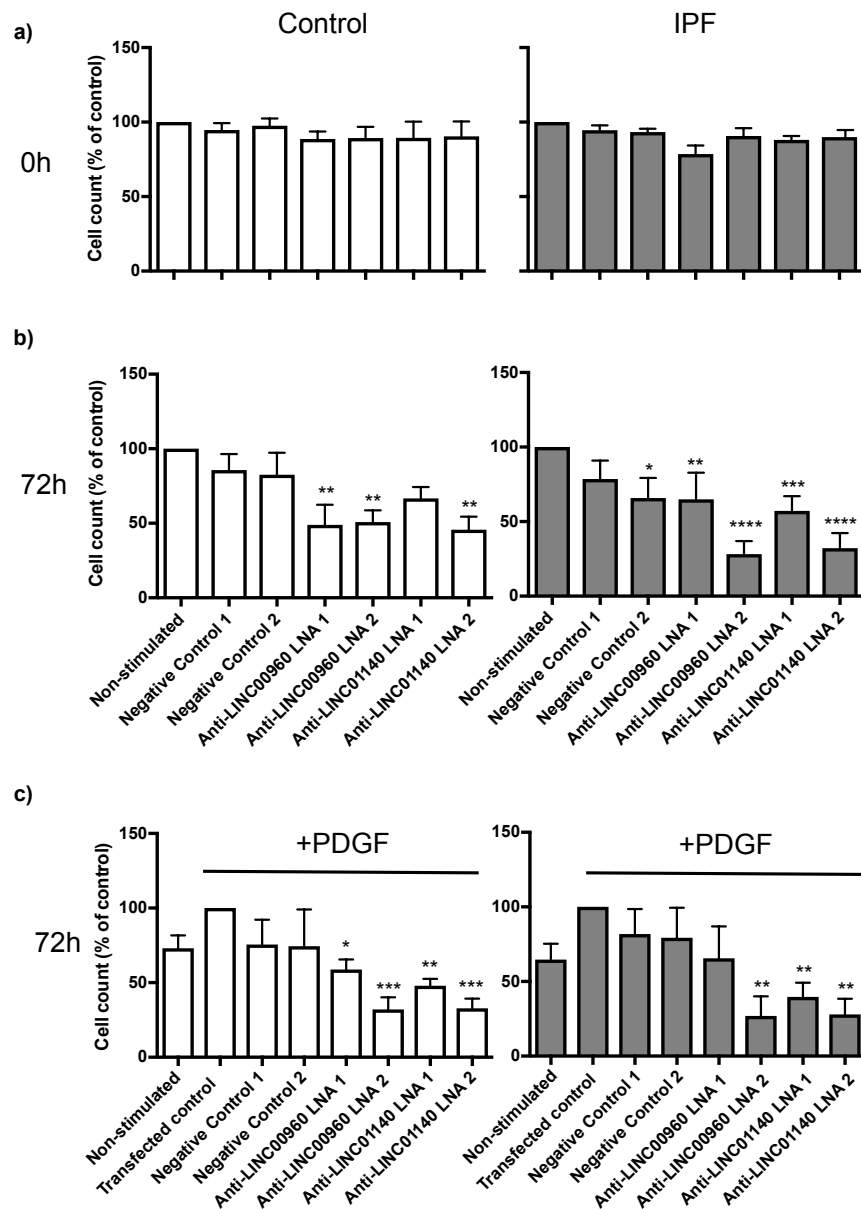 a)
Control
IPF
0h
Cell count (% of control)
150
100
50
0
150
100
50
0
b)
72h
Cell count (% of control)
150
100
50
0
**
**
**
150
100
50
0
*
**
****
***
****
Non-stimulated
Negative Control 1
Negative Control 2
Anti-LINC00960 LNA 1
Anti-LINC00960 LNA 2
Anti-LINC01140 LNA 1
Anti-LINC01140 LNA 2
Non-stimulated
Negative Control 1
Negative Control 2
Anti-LINC00960 LNA 1
Anti-LINC00960 LNA 2
Anti-LINC01140 LNA 1
Anti-LINC01140 LNA 2
c)
72h
Cell count (% of control)
+PDGF
150
100
50
0
*
***
**
***
+PDGF
150
100
50
0
**
**
**
Non-stimulated
Transfected control
Negative Control 1
Negative Control 2
Anti-LINC00960 LNA 1
Anti-LINC00960 LNA 2
Anti-LINC01140 LNA 1
Anti-LINC01140 LNA 2
Non-stimulated
Transfected control
Negative Control 1
Negative Control 2
Anti-LINC00960 LNA 1
Anti-LINC00960 LNA 2
Anti-LINC01140 LNA 1
Anti-LINC01140 LNA 2